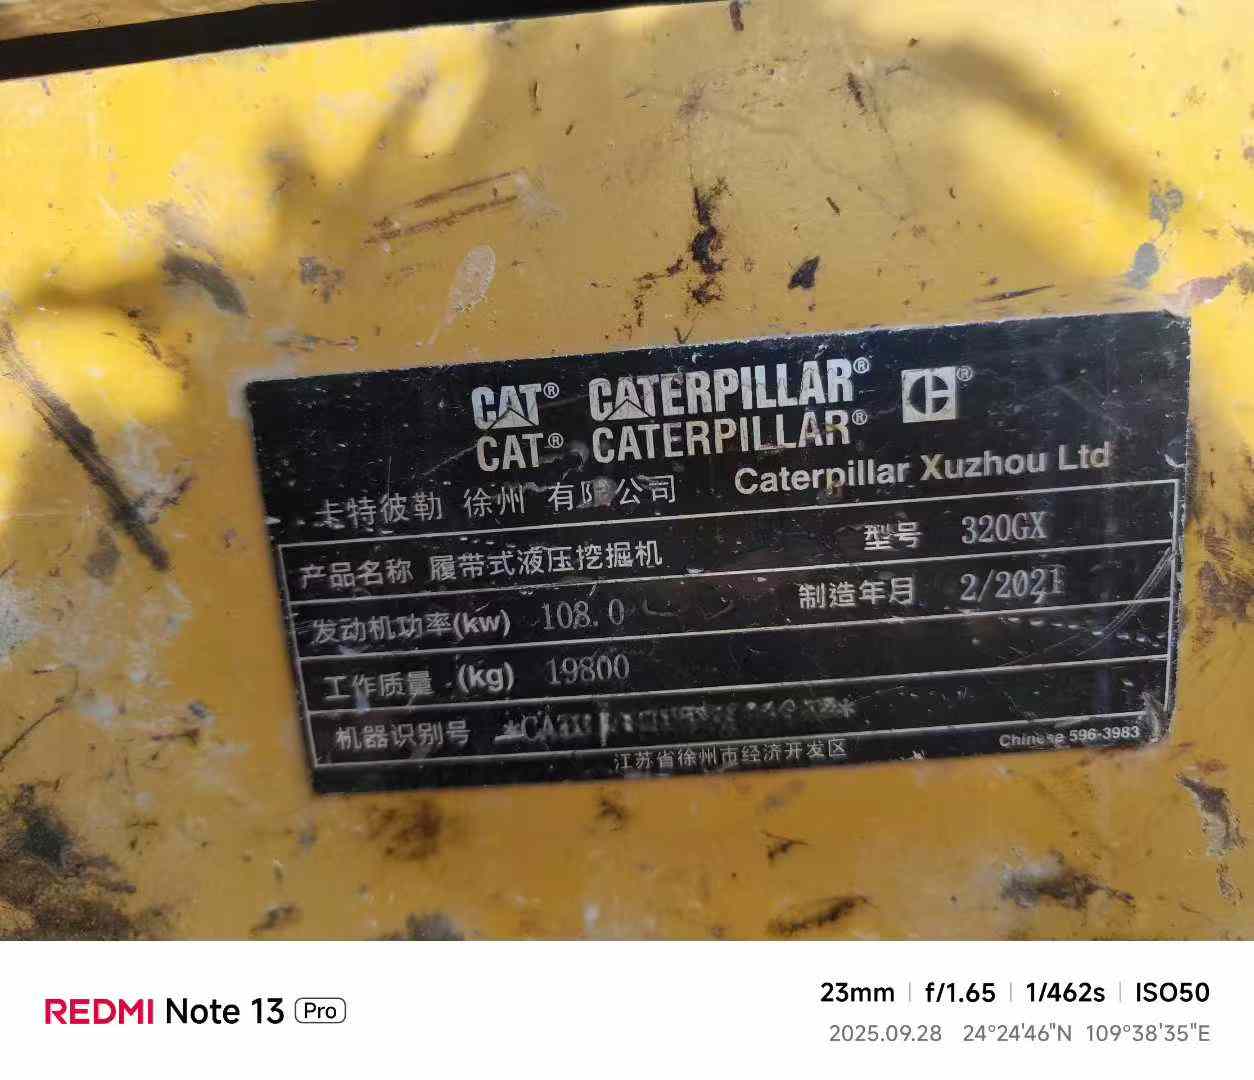 CAT® CATERPILLAR® ®
CAT® CATERPILLAR®
卡特彼勒 徐州 有限公司 Caterpillar Xuzhou Ltd
产品名称 履带式液压挖掘机 型号 320GX
发动机功率(kw) 108.0 制造年月 2/2021
工作质量 (kg) 19800
机器识别号
江苏省徐州市经济开发区 Chinese 596-3983
REDMI Note 13 Pro
23mm | f/1.65 | 1/462s | ISO50
2025.09.28 24°24'46"N 109°38'35"E